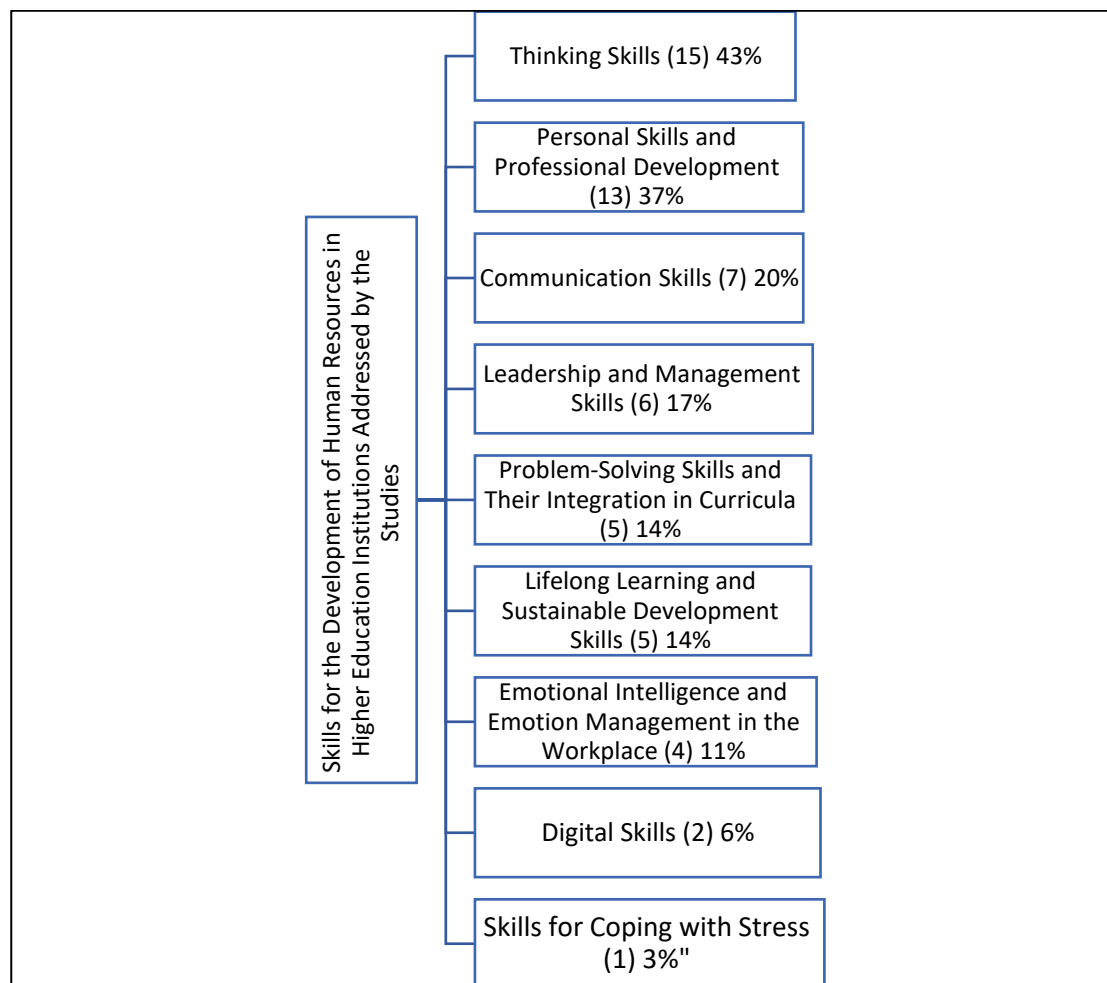 Skills for the Development of Human Resources in
Higher Education Institutions Addressed by the
Studies
Thinking Skills (15) 43%
Personal Skills and
Professional Development
(13) 37%
Communication Skills (7) 20%
Leadership and Management
Skills (6) 17%
Problem-Solving Skills and
Their Integration in Curricula
(5) 14%
Lifelong Learning and
Sustainable Development
Skills (5) 14%
Emotional Intelligence and
Emotion Management in the
Workplace (4) 11%
Digital Skills (2) 6%
Skills for Coping with Stress
(1) 3%"